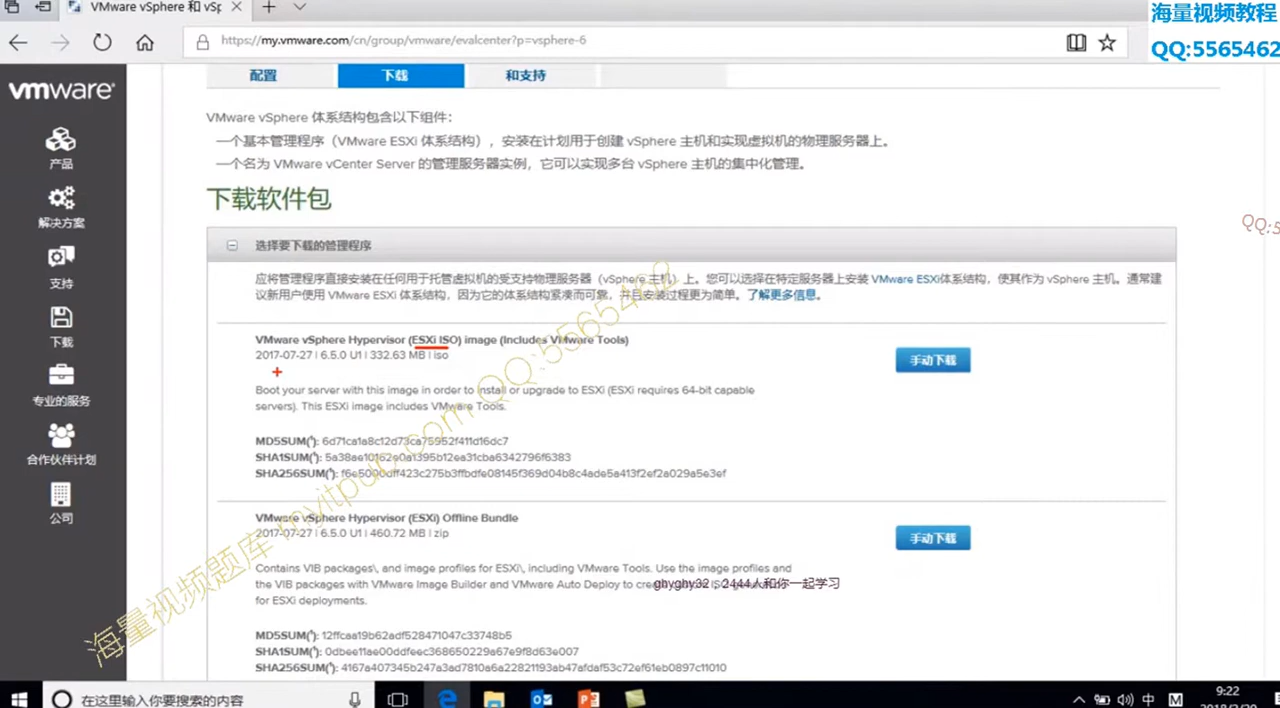 VMware vSphere 和 vSp
海量视频教程
https://my.vmware.com/cn/group/vmware/evalcenter?p=vsphere-6
QQ:5565462
vmware
配置
下载
和支持
VMware vSphere 体系结构包含以下组件：
一个基本管理程序（VMware ESXi 体系结构），安装在计划用于创建 vSphere 主机和实现虚拟机的物理服务器上。
一个名为 VMware vCenter Server 的管理服务器实例，它可以实现多台 vSphere 主机的集中化管理。
产品
解决方案
支持
下载
专业的服务
合作伙伴计划
公司
下载软件包
QQ:5
选择要下载的管理程序
应将管理程序直接安装在任何用于托管虚拟机的受支持物理服务器（vSphere 主机）上。您可以选择在特定服务器上安装 VMware ESXi体系结构，使其作为 vSphere 主机。通常建
议新用户使用 VMware ESXi 体系结构，因为它的体系结构紧凑而可靠，并且安装过程更为简单。了解更多信息。
VMware vSphere Hypervisor (ESXi ISO) image (Includes VMware Tools)
2017-07-27 | 6.5.0 U1 | 332.63 MB | iso
手动下载
Boot your server with this image in order to install or upgrade to ESXi (ESXi requires 64-bit capable
servers). This ESXi image includes VMware Tools.
MD5SUM(¹): 6d71ca1a8c12d73ca75952f411d16dc7
SHA1SUM(¹):
SHA256SUM(¹):
VMware vSphere Hypervisor (ESXi) Offline Bundle
2017-07-27 | 6.5.0 U1 | 460.72 MB | zip
手动下载
Contains VIB packages\, and image profiles for ESXi\, including VMware Tools. Use the image profiles and
the VIB packages with VMware Image Builder and VMware Auto Deploy to
ghyghy32，2444人和你一起学习
for ESXi deployments.
MD5SUM(¹): 12ffcaa19b62adf528471047c33748b5
SHA1SUM(¹): 0dbee11ae00ddfeec368650229a67e9f8d63e007
SHA256SUM(¹): 4167a407345b247a3ad7810a6a22821193ab47afdaf53c72ef61eb0897c11010
海量视频题库 myitpub.com QQ:5565462
在这里输入你要搜索的内容
中
M
9:22